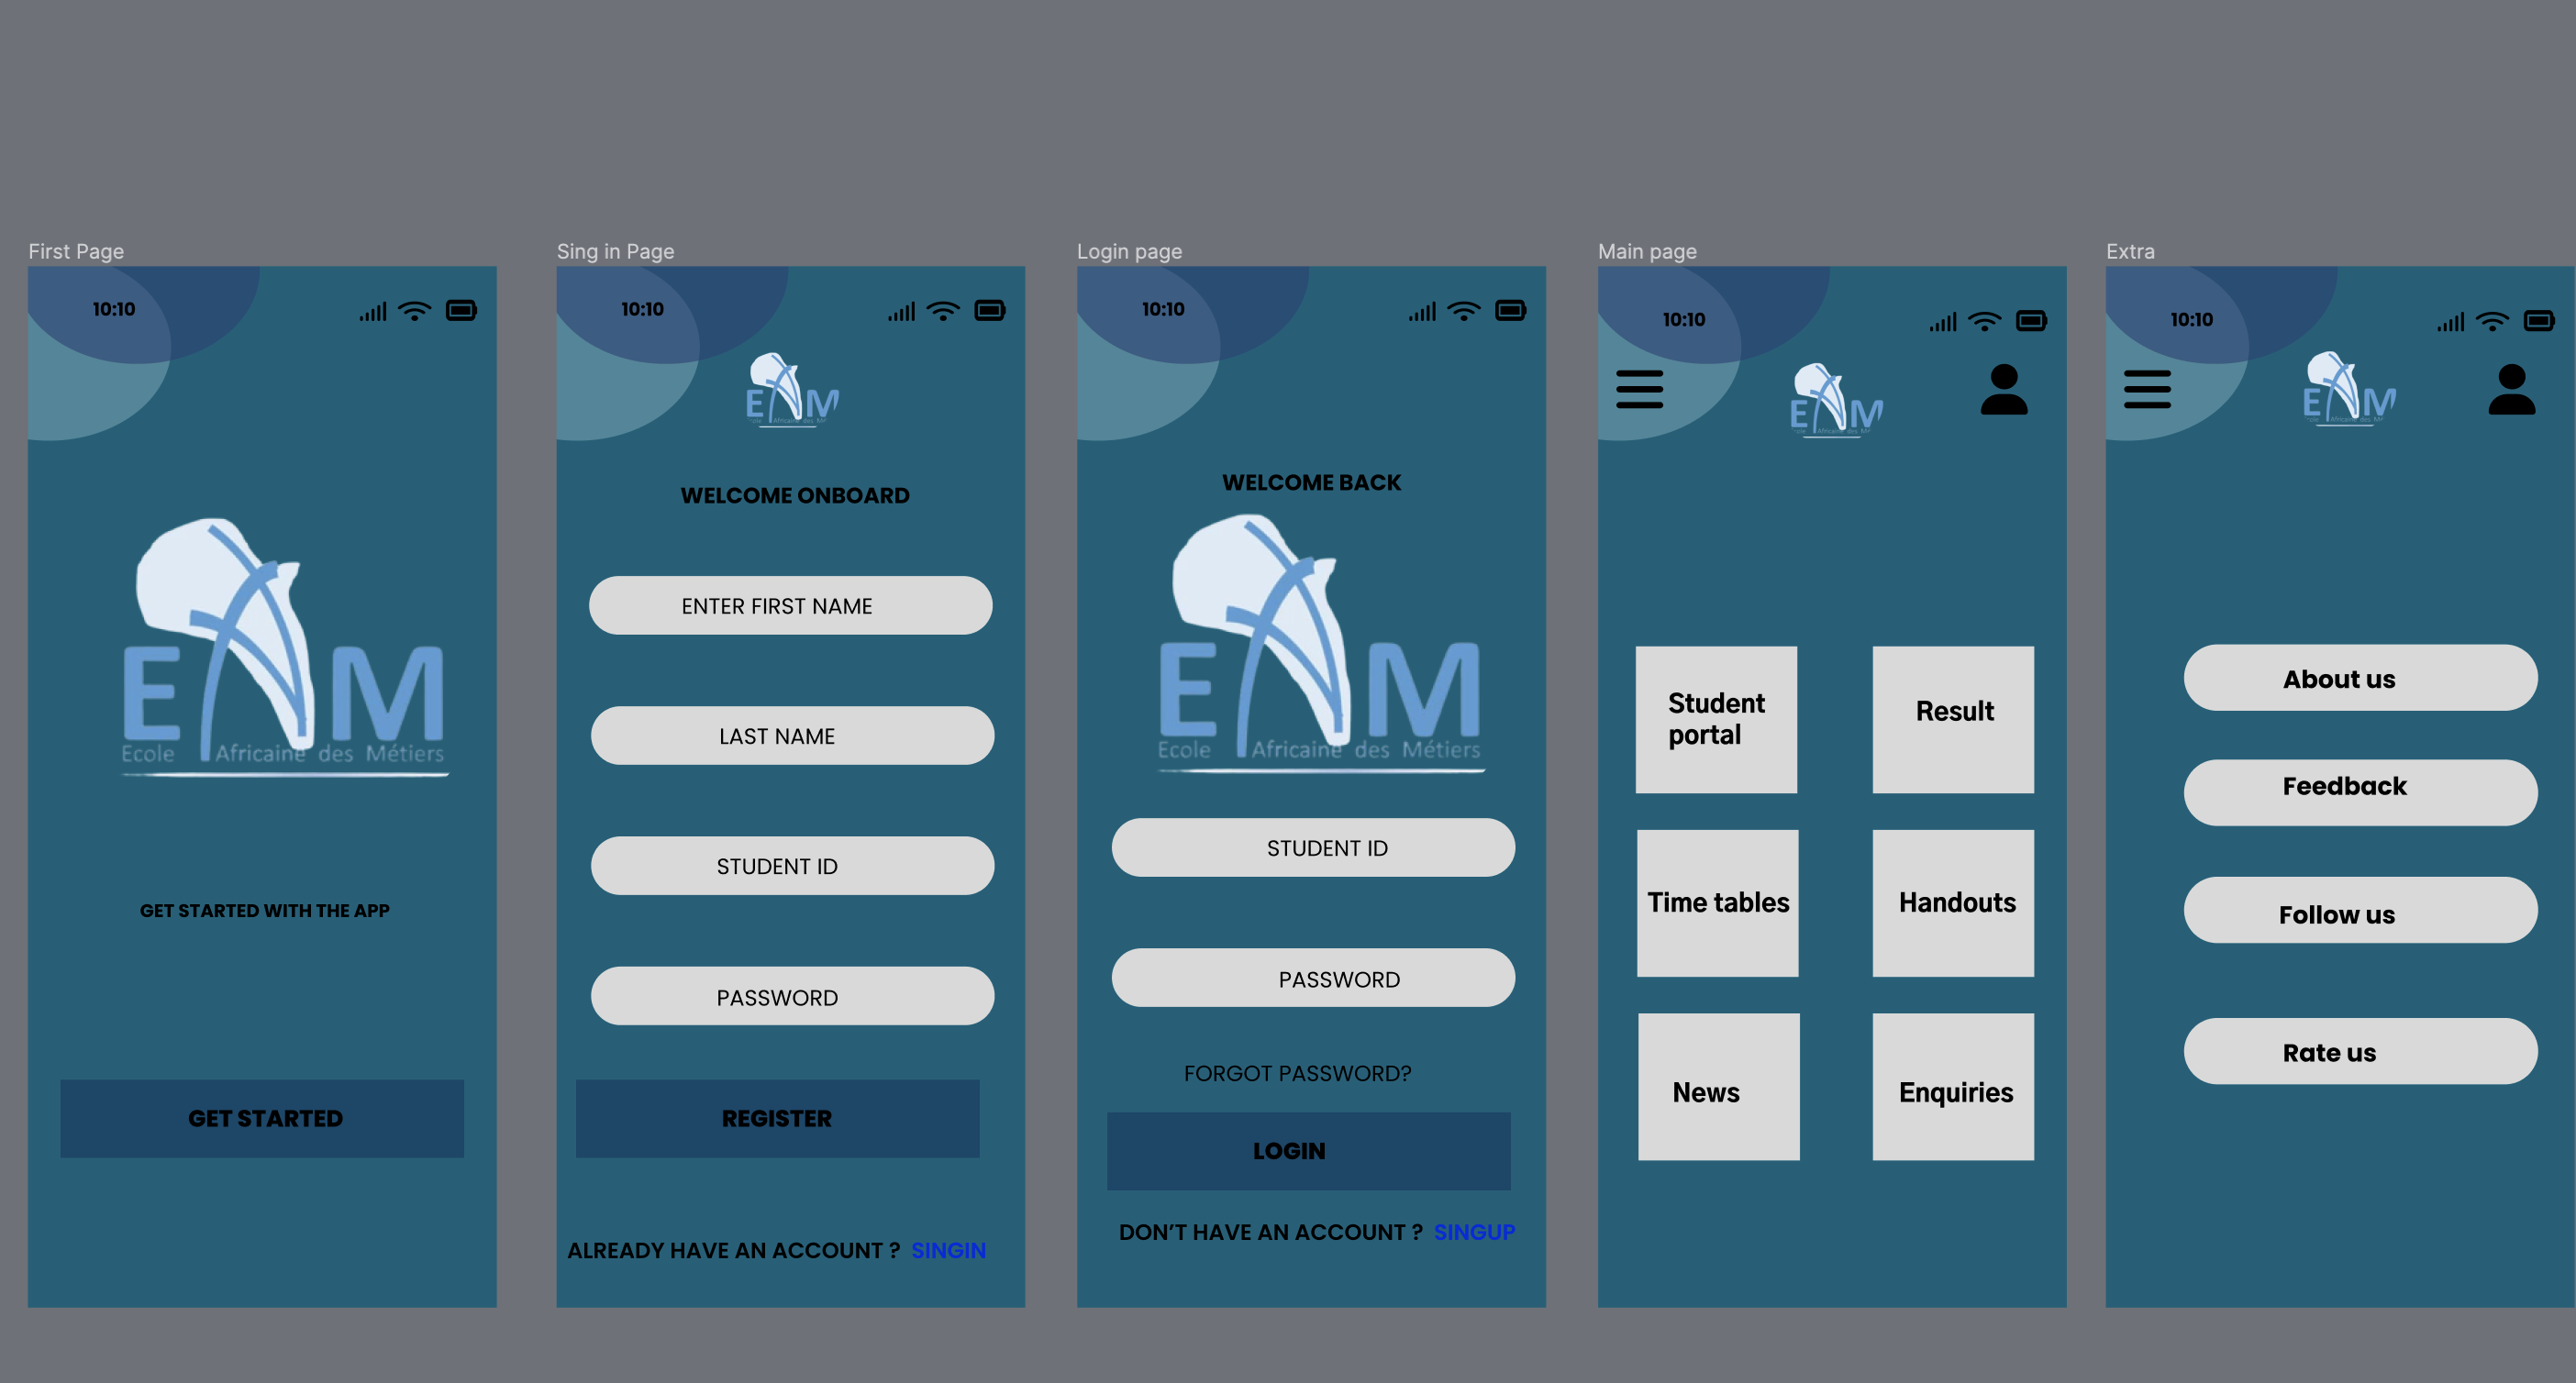 First Page
10:10
EAM
Ecole Africaine des Métiers
GET STARTED WITH THE APP
GET STARTED
Sing in Page
10:10
EAM
WELCOME ONBOARD
ENTER FIRST NAME
LAST NAME
STUDENT ID
PASSWORD
REGISTER
ALREADY HAVE AN ACCOUNT ? SINGIN
Login page
10:10
WELCOME BACK
EAM
Ecole Africaine des Métiers
STUDENT ID
PASSWORD
FORGOT PASSWORD?
LOGIN
DON’T HAVE AN ACCOUNT ? SINGUP
Main page
10:10
EAM
Student
portal
Result
Time tables
Handouts
News
Enquiries
Extra
10:10
EAM
About us
Feedback
Follow us
Rate us